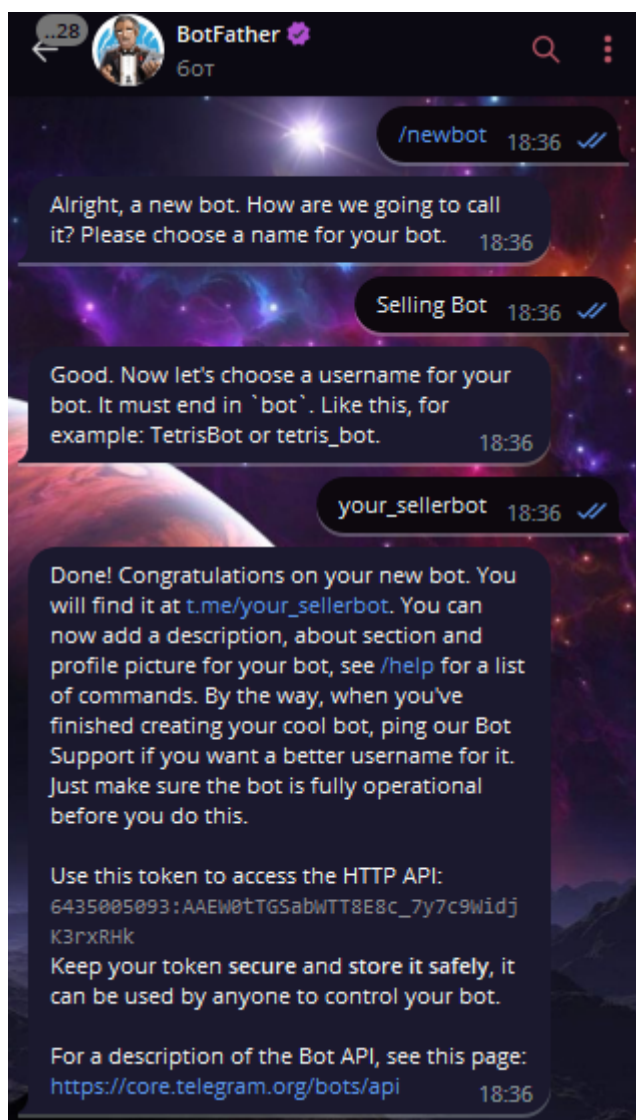 ..28
BotFather
бот
/newbot 18:36
Alright, a new bot. How are we going to call
it? Please choose a name for your bot. 18:36
Selling Bot 18:36
Good. Now let's choose a username for your
bot. It must end in `bot`. Like this, for
example: TetrisBot or tetris_bot. 18:36
your_sellerbot 18:36
Done! Congratulations on your new bot. You
will find it at t.me/your_sellerbot. You can
now add a description, about section and
profile picture for your bot, see /help for a list
of commands. By the way, when you've
finished creating your cool bot, ping our Bot
Support if you want a better username for it.
Just make sure the bot is fully operational
before you do this.
Use this token to access the HTTP API:
6435005093:AAEW0tTGSabWTT8E8c_7y7c9Widj
K3rxRHk
Keep your token secure and store it safely, it
can be used by anyone to control your bot.
For a description of the Bot API, see this page:
https://core.telegram.org/bots/api 18:36